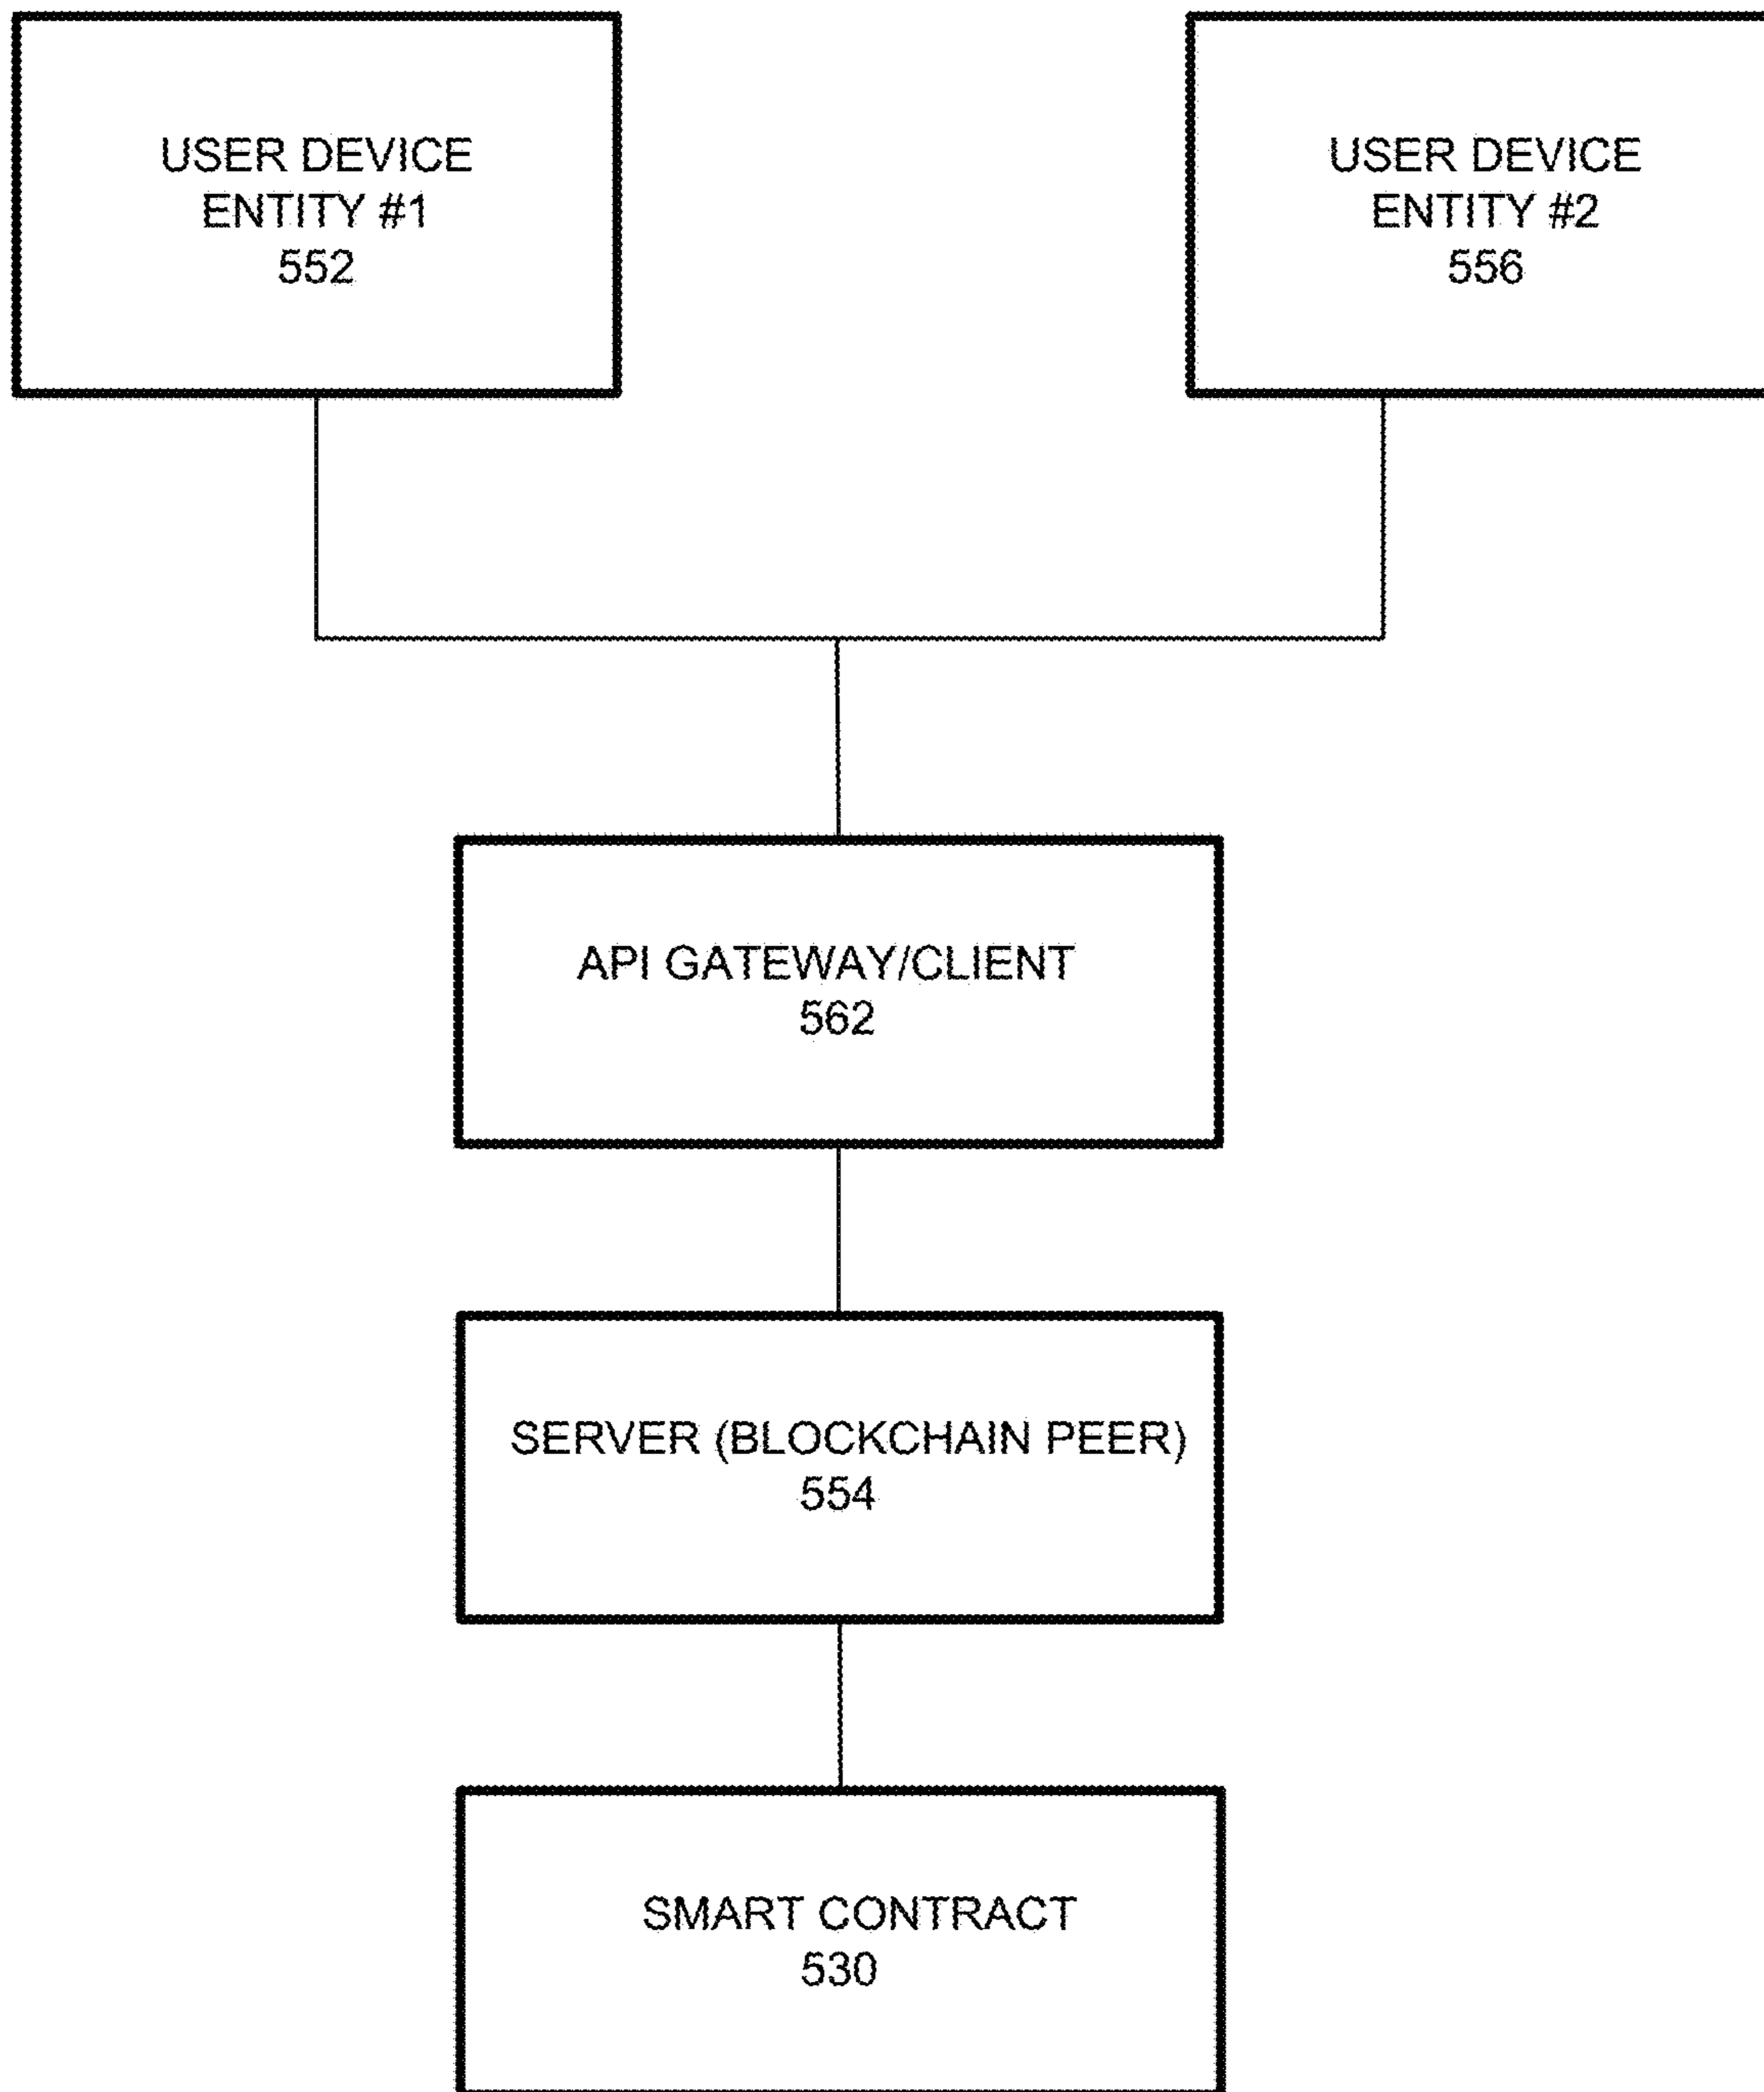 USER DEVICE
ENTITY #1
552
USER DEVICE
ENTITY #2
556
API GATEWAY/CLIENT
562
SERVER (BLOCKCHAIN PEER)
554
SMART CONTRACT
530